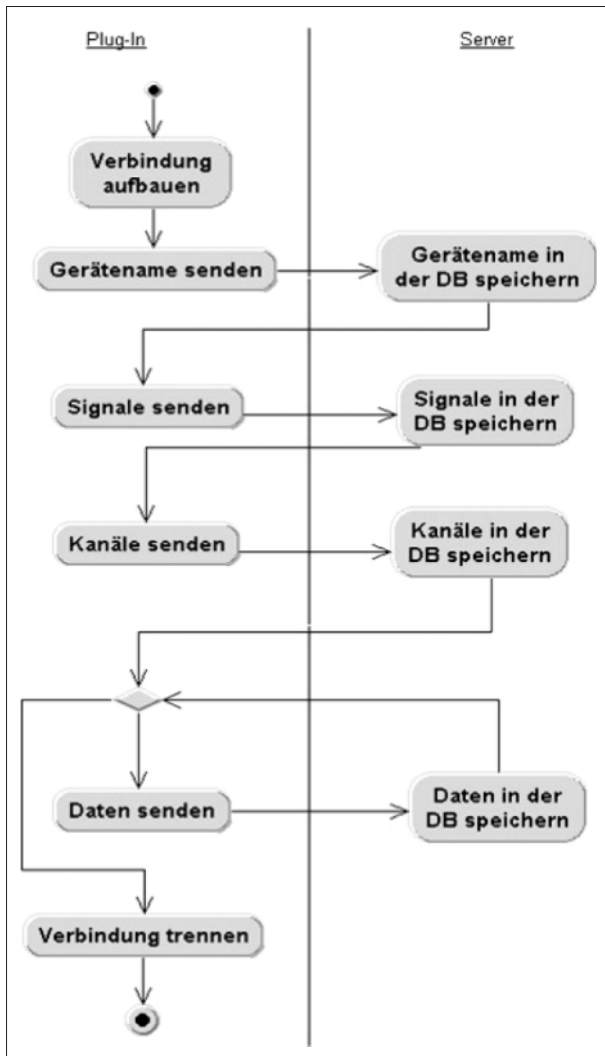 Plug-In
Server
Verbindung
aufbauen
Gerätename senden
Gerätename in
der DB speichern
Signale senden
Signale in der
DB speichern
Kanäle senden
Kanäle in der
DB speichern
Daten senden
Daten in der
DB speichern
Verbindung trennen